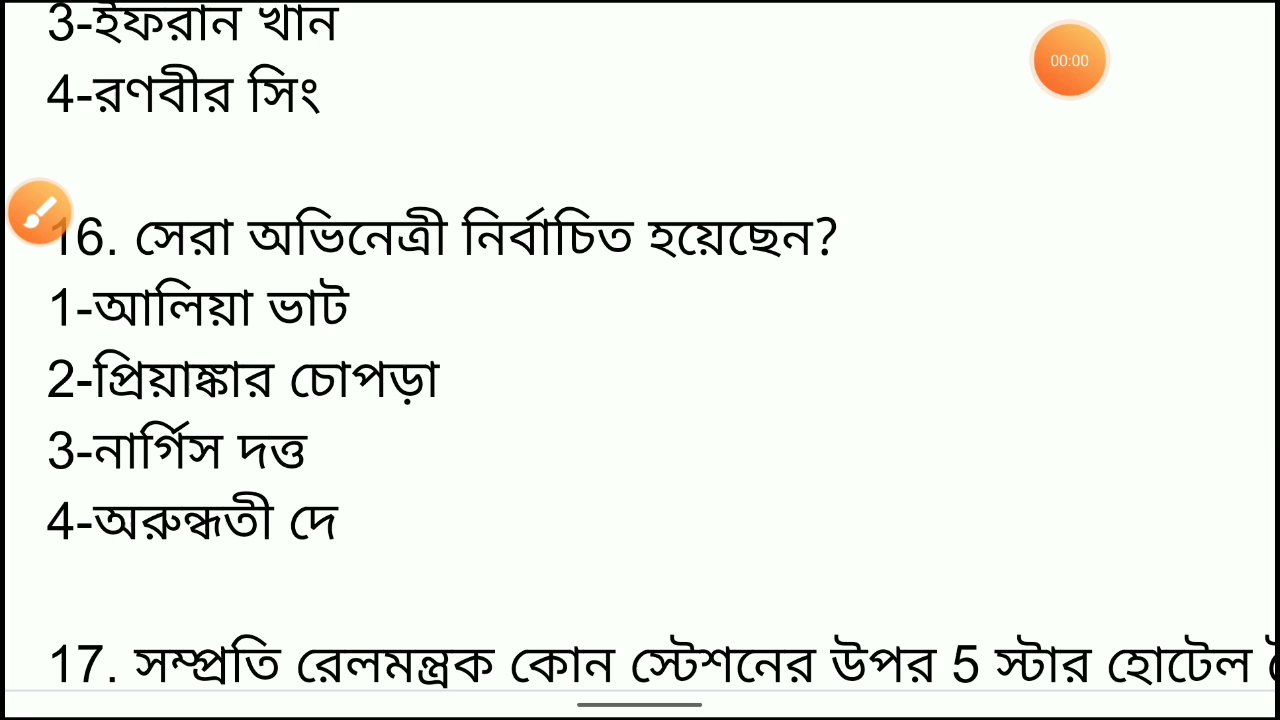 3-ইফরান খান
00:00
4-রণবীর সিং
16. সেরা অভিনেত্রী নির্বাচিত হয়েছেন?
1-আলিয়া ভাট
2-প্রিয়াঙ্কার চোপড়া
3-নার্গিস দত্ত
4-অরুন্ধতী দে
17. সম্প্রতি রেলমন্ত্রক কোন স্টেশনের উপর 5 স্টার হোটেল